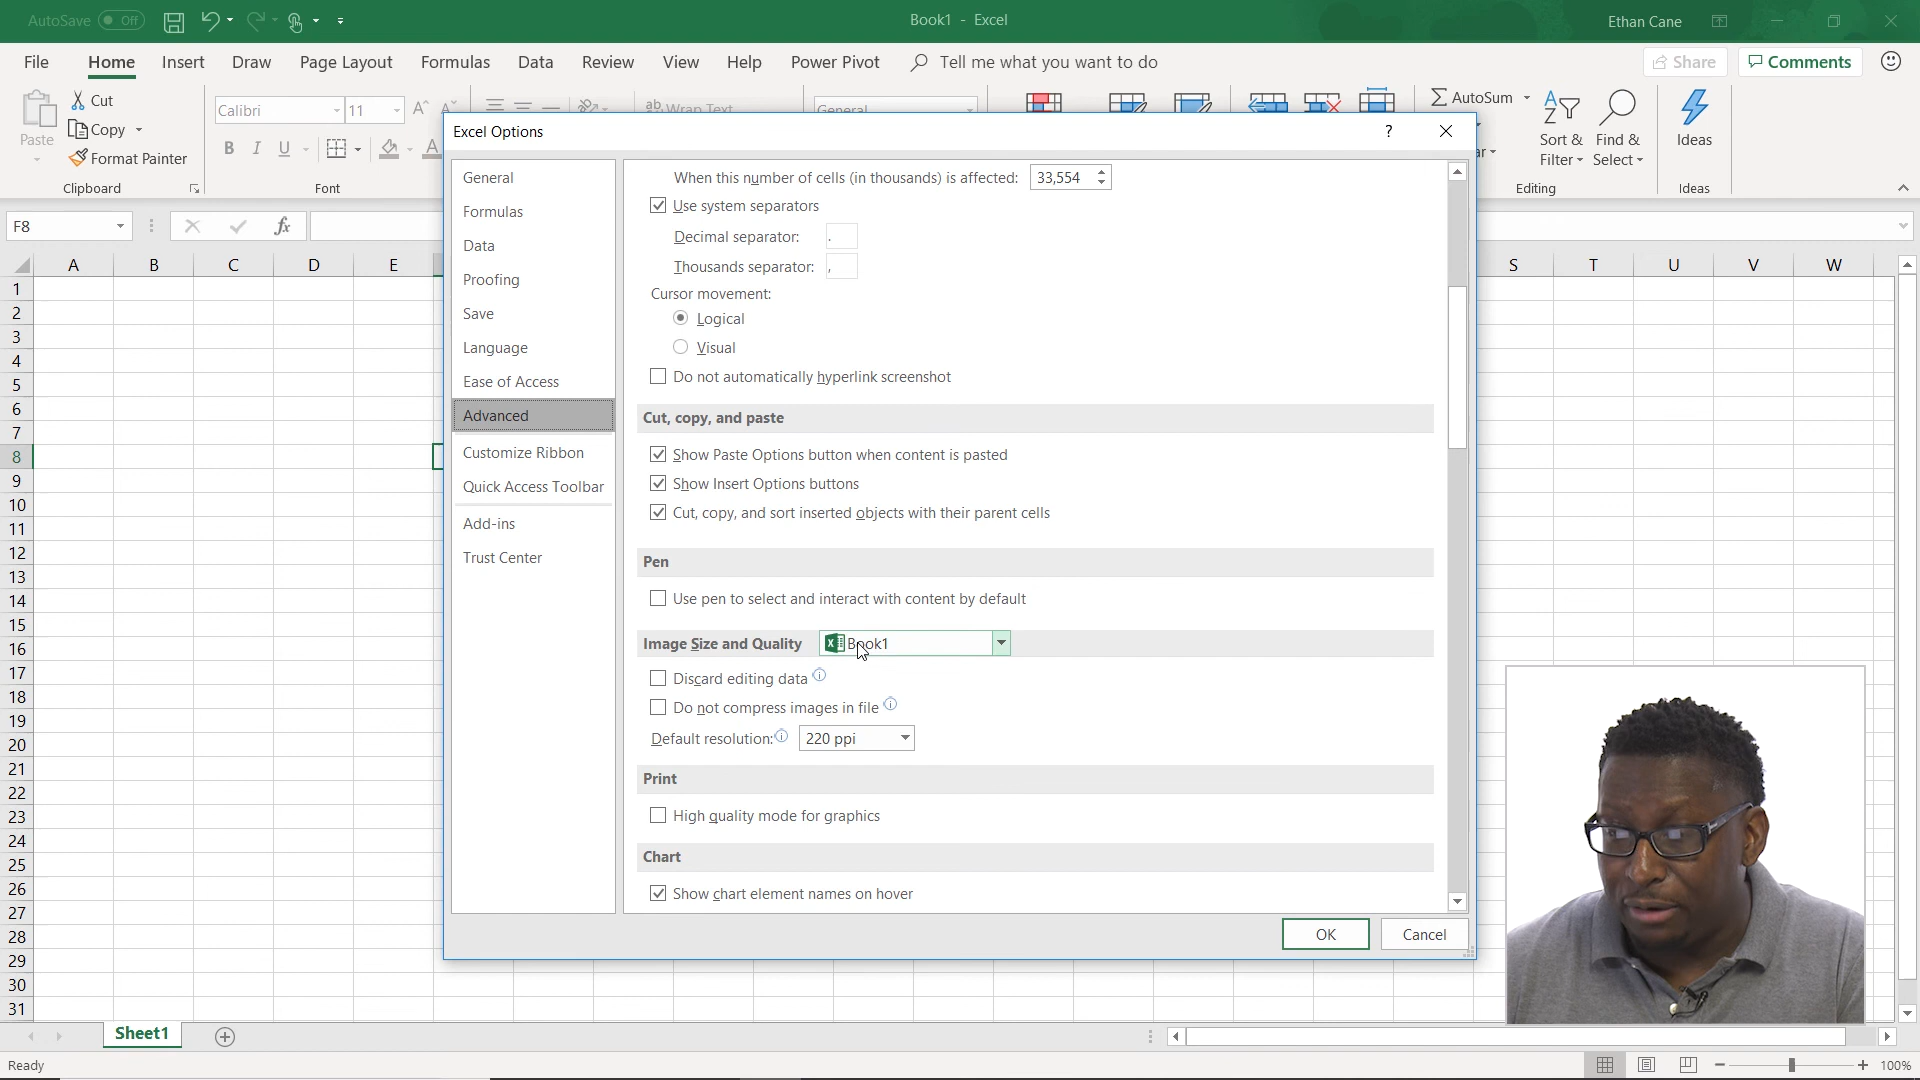 AutoSave Off
Book1 - Excel
Ethan Cane
File Home Insert Draw Page Layout Formulas Data Review View Help Power Pivot Tell me what you want to do
Share Comments
Paste
Cut
Copy
Format Painter
Clipboard
Calibri 11
B I U A
Font
Wrap Text
General
AutoSum
Sort & Filter
Find & Select
Editing
Ideas
Ideas
F8
fx
A B C D E S T U V W
1
2
3
4
5
6
7
8
9
10
11
12
13
14
15
16
17
18
19
20
21
22
23
24
25
26
27
28
29
30
31
Excel Options
?
General
Formulas
Data
Proofing
Save
Language
Ease of Access
Advanced
Customize Ribbon
Quick Access Toolbar
Add-ins
Trust Center
When this number of cells (in thousands) is affected: 33,554
Use system separators
Decimal separator: .
Thousands separator: ,
Cursor movement:
Logical
Visual
Do not automatically hyperlink screenshot
Cut, copy, and paste
Show Paste Options button when content is pasted
Show Insert Options buttons
Cut, copy, and sort inserted objects with their parent cells
Pen
Use pen to select and interact with content by default
Image Size and Quality Book1
Discard editing data
Do not compress images in file
Default resolution: 220 ppi
Print
High quality mode for graphics
Chart
Show chart element names on hover
OK Cancel
Sheet1
Ready
100%